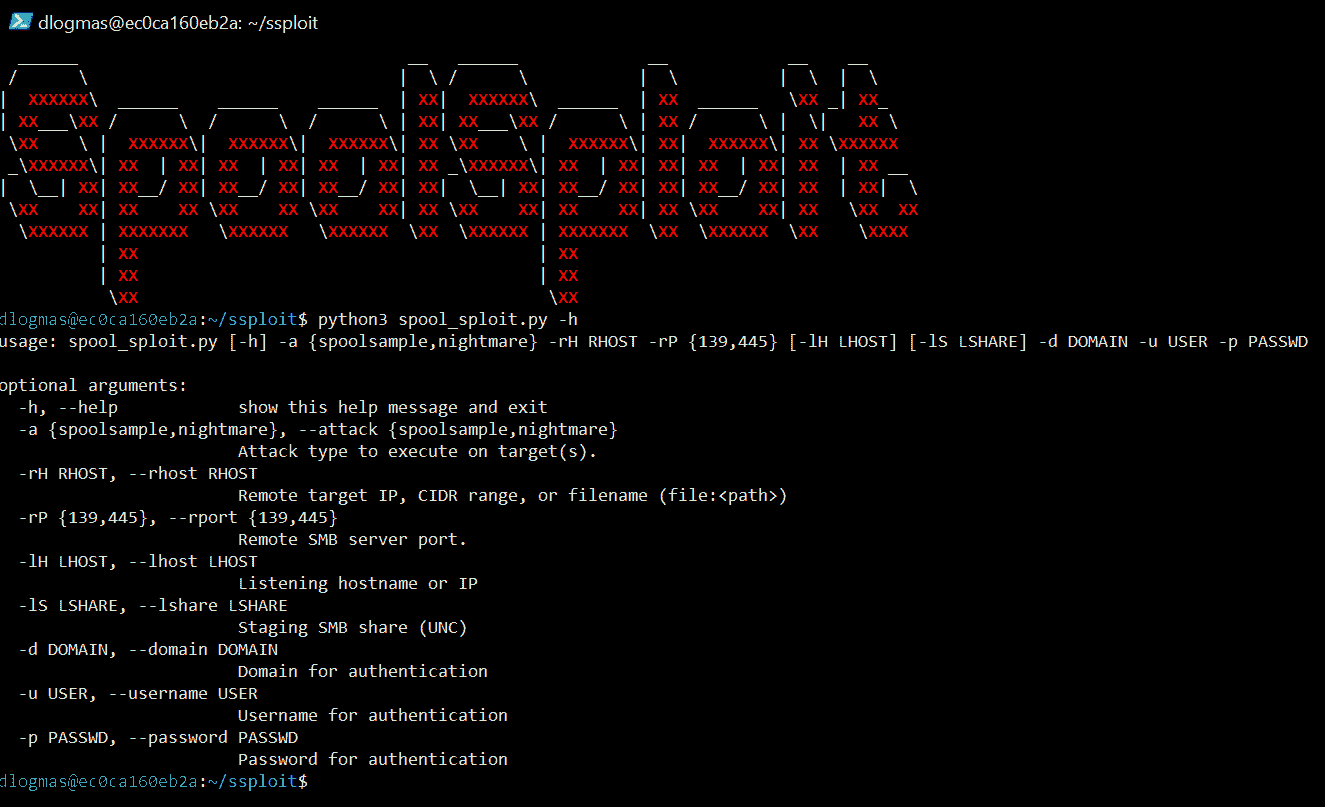 dlogmas@ec0ca160eb2a: ~/ssploit
SpoolSploit
dlogmas@ec0ca160eb2a:~/ssploit$ python3 spool_sploit.py -h
usage: spool_sploit.py [-h] -a {spoolsample,nightmare} -rH RHOST -rP {139,445} [-lH LHOST] [-lS LSHARE] -d DOMAIN -u USER -p PASSWD
optional arguments:
-h, --help show this help message and exit
-a {spoolsample,nightmare}, --attack {spoolsample,nightmare}
Attack type to execute on target(s).
-rH RHOST, --rhost RHOST
Remote target IP, CIDR range, or filename (file:<path>)
-rP {139,445}, --rport {139,445}
Remote SMB server port.
-lH LHOST, --lhost LHOST
Listening hostname or IP
-lS LSHARE, --lshare LSHARE
Staging SMB share (UNC)
-d DOMAIN, --domain DOMAIN
Domain for authentication
-u USER, --username USER
Username for authentication
-p PASSWD, --password PASSWD
Password for authentication
dlogmas@ec0ca160eb2a:~/ssploit$